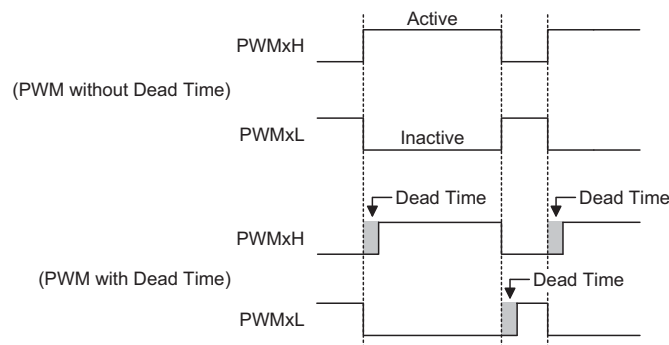 Active
PWMxH
(PWM without Dead Time)
PWMxL
Inactive
Dead Time
Dead Time
PWMxH
(PWM with Dead Time)
Dead Time
PWMxL